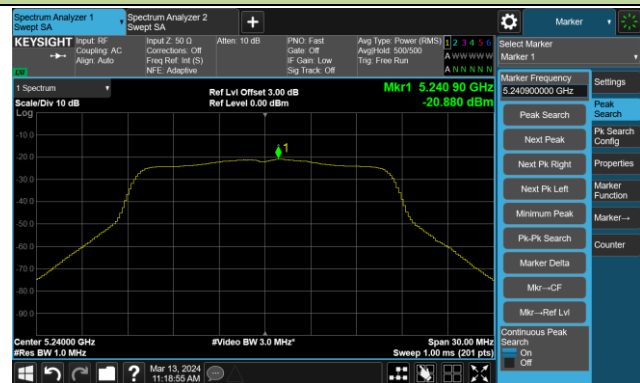 Spectrum Analyzer 1
Swept SA
Spectrum Analyzer 2
Swept SA
+
Marker
KEYSIGHT
Input: RF
Coupling: AC
Align: Auto
Input Z: 50 Ω
Corrections: Off
Freq Ref: Int (S)
NFE: Adaptive
Atten: 10 dB
PNO: Fast
Gate: Off
IF Gain: Low
Sig Track: Off
Avg Type: Power (RMS)
Avg|Hold: 500/500
Trig: Free Run
1 2 3 4 5 6
A W W W W W
A N N N N N
Select Marker
Marker 1
1 Spectrum
Scale/Div 10 dB
Log
Ref Lvl Offset 3.00 dB
Ref Level 0.00 dBm
Mkr1 5.240 90 GHz
-20.880 dBm
1
-10.0
-20.0
-30.0
-40.0
-50.0
-60.0
-70.0
-80.0
-90.0
Center 5.24000 GHz
#Res BW 1.0 MHz
#Video BW 3.0 MHz*
Span 30.00 MHz
Sweep 1.00 ms (201 pts)
Marker Frequency
5.240900000 GHz
Peak Search
Next Peak
Next Pk Right
Next Pk Left
Minimum Peak
Pk-Pk Search
Marker Delta
Mkr→CF
Mkr→Ref Lvl
Continuous Peak
Search
On
Off
Settings
Peak
Search
Pk Search
Config
Properties
Marker
Function
Marker→
Counter
?
Mar 13, 2024
11:18:55 AM